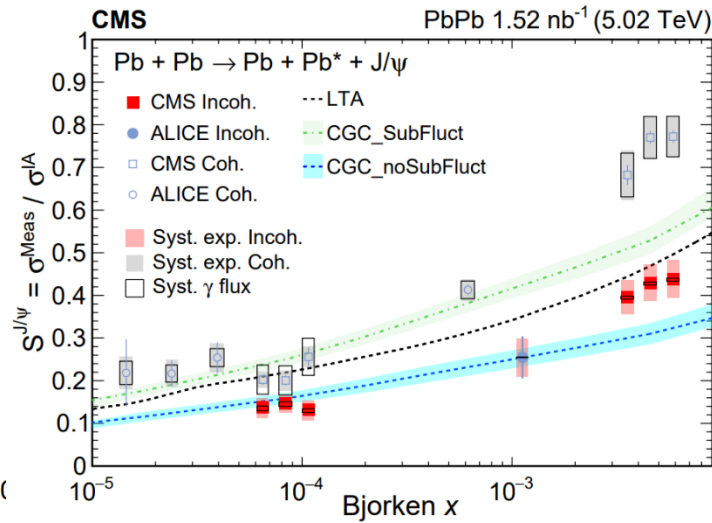 CMS PbPb 1.52 nb⁻¹ (5.02 TeV)
Pb + Pb → Pb + Pb* + J/ψ
CMS Incoh.
ALICE Incoh.
CMS Coh.
ALICE Coh.
LTA
CGC_SubFluct
CGC_noSubFluct
Syst. exp. Incoh.
Syst. exp. Coh.
Syst. γ flux
S^{J/ψ} = σ^{Meas} / σ^{IA}
1
0.9
0.8
0.7
0.6
0.5
0.4
0.3
0.2
0.1
0
10⁻⁵ 10⁻⁴ 10⁻³
Bjorken x